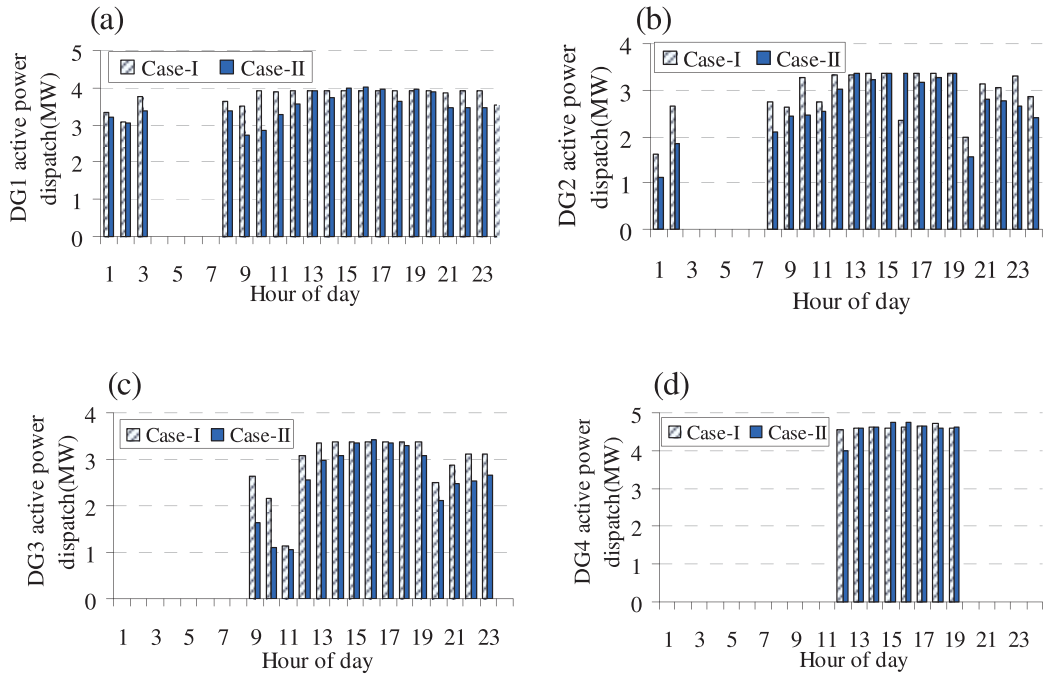 (a)
DG1 active power
dispatch(MW)
5
4
3
2
1
0
Case-I Case-II
1 3 5 7 9 11 13 15 17 19 21 23
Hour of day
(b)
DG2 active power
dispatch(MW)
4
3
2
1
0
Case-I Case-II
1 3 5 7 9 11 13 15 17 19 21 23
Hour of day
(c)
DG3 active power
dispatch(MW)
4
3
2
1
0
Case-I Case-II
1 3 5 7 9 11 13 15 17 19 21 23
Hour of day
(d)
DG4 active power
dispatch(MW)
5
4
3
2
1
0
Case-I Case-II
1 3 5 7 9 11 13 15 17 19 21 23
Hour of day